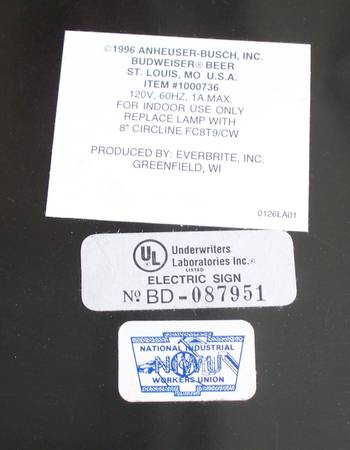 ©1996 ANHEUSER-BUSCH, INC.
BUDWEISER® BEER
ST. LOUIS, MO U.S.A.
ITEM #1000736
120V, 60HZ, 1A MAX.
FOR INDOOR USE ONLY
REPLACE LAMP WITH
8" CIRCLINE FC8T9/CW
PRODUCED BY: EVERBRITE, INC.
GREENFIELD, WI
0126LA01
UL Underwriters
Laboratories Inc.®
LISTED
ELECTRIC SIGN
No BD-087951
NATIONAL INDUSTRIAL
NIWU
WORKERS UNION